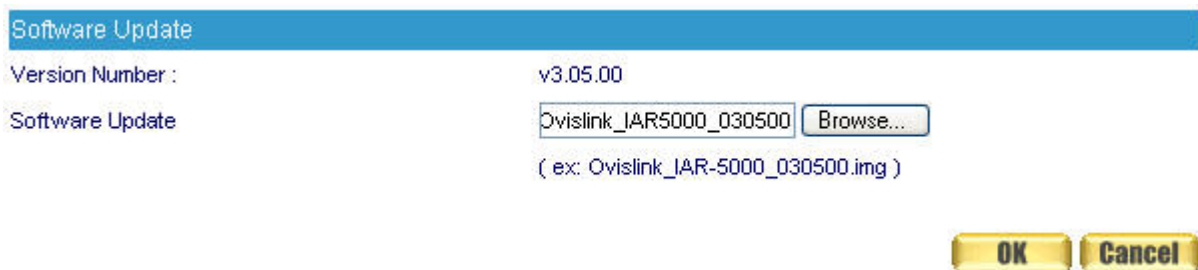 Software Update
Version Number : v3.05.00
Software Update Ovislink_IAR5000_030500 Browse...
( ex: Ovislink_IAR-5000_030500.img )
OK Cancel